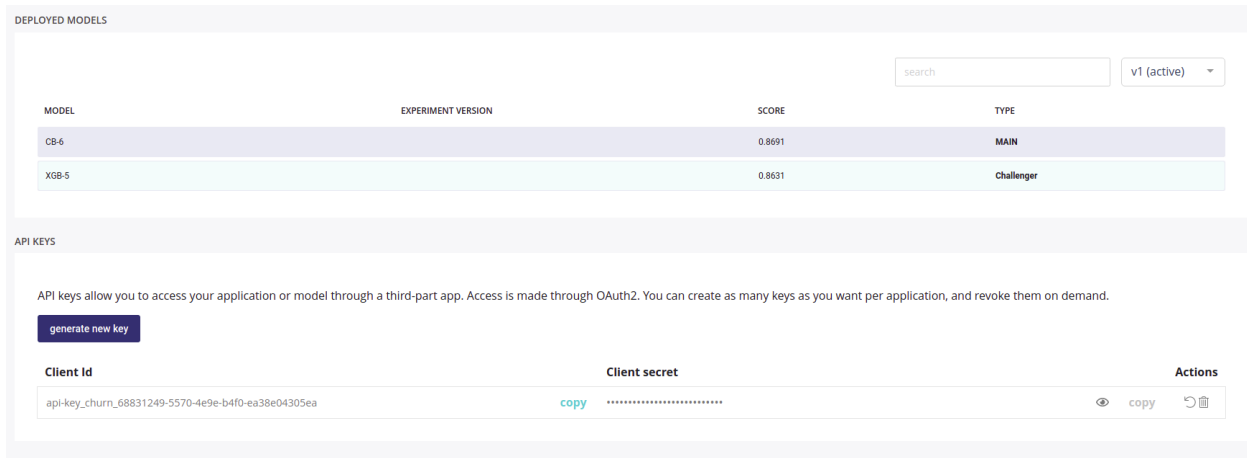 DEPLOYED MODELS
search
v1 (active)
MODEL EXPERIMENT VERSION SCORE TYPE
CB-6 0.8691 MAIN
XGB-5 0.8631 Challenger
API KEYS
API keys allow you to access your application or model through a third-part app. Access is made through OAuth2. You can create as many keys as you want per application, and revoke them on demand.
generate new key
Client Id Client secret Actions
api-key_churn_68831249-5570-4e9e-b4f0-ea38e04305ea copy ••••••••••••••••••••••••••• copy